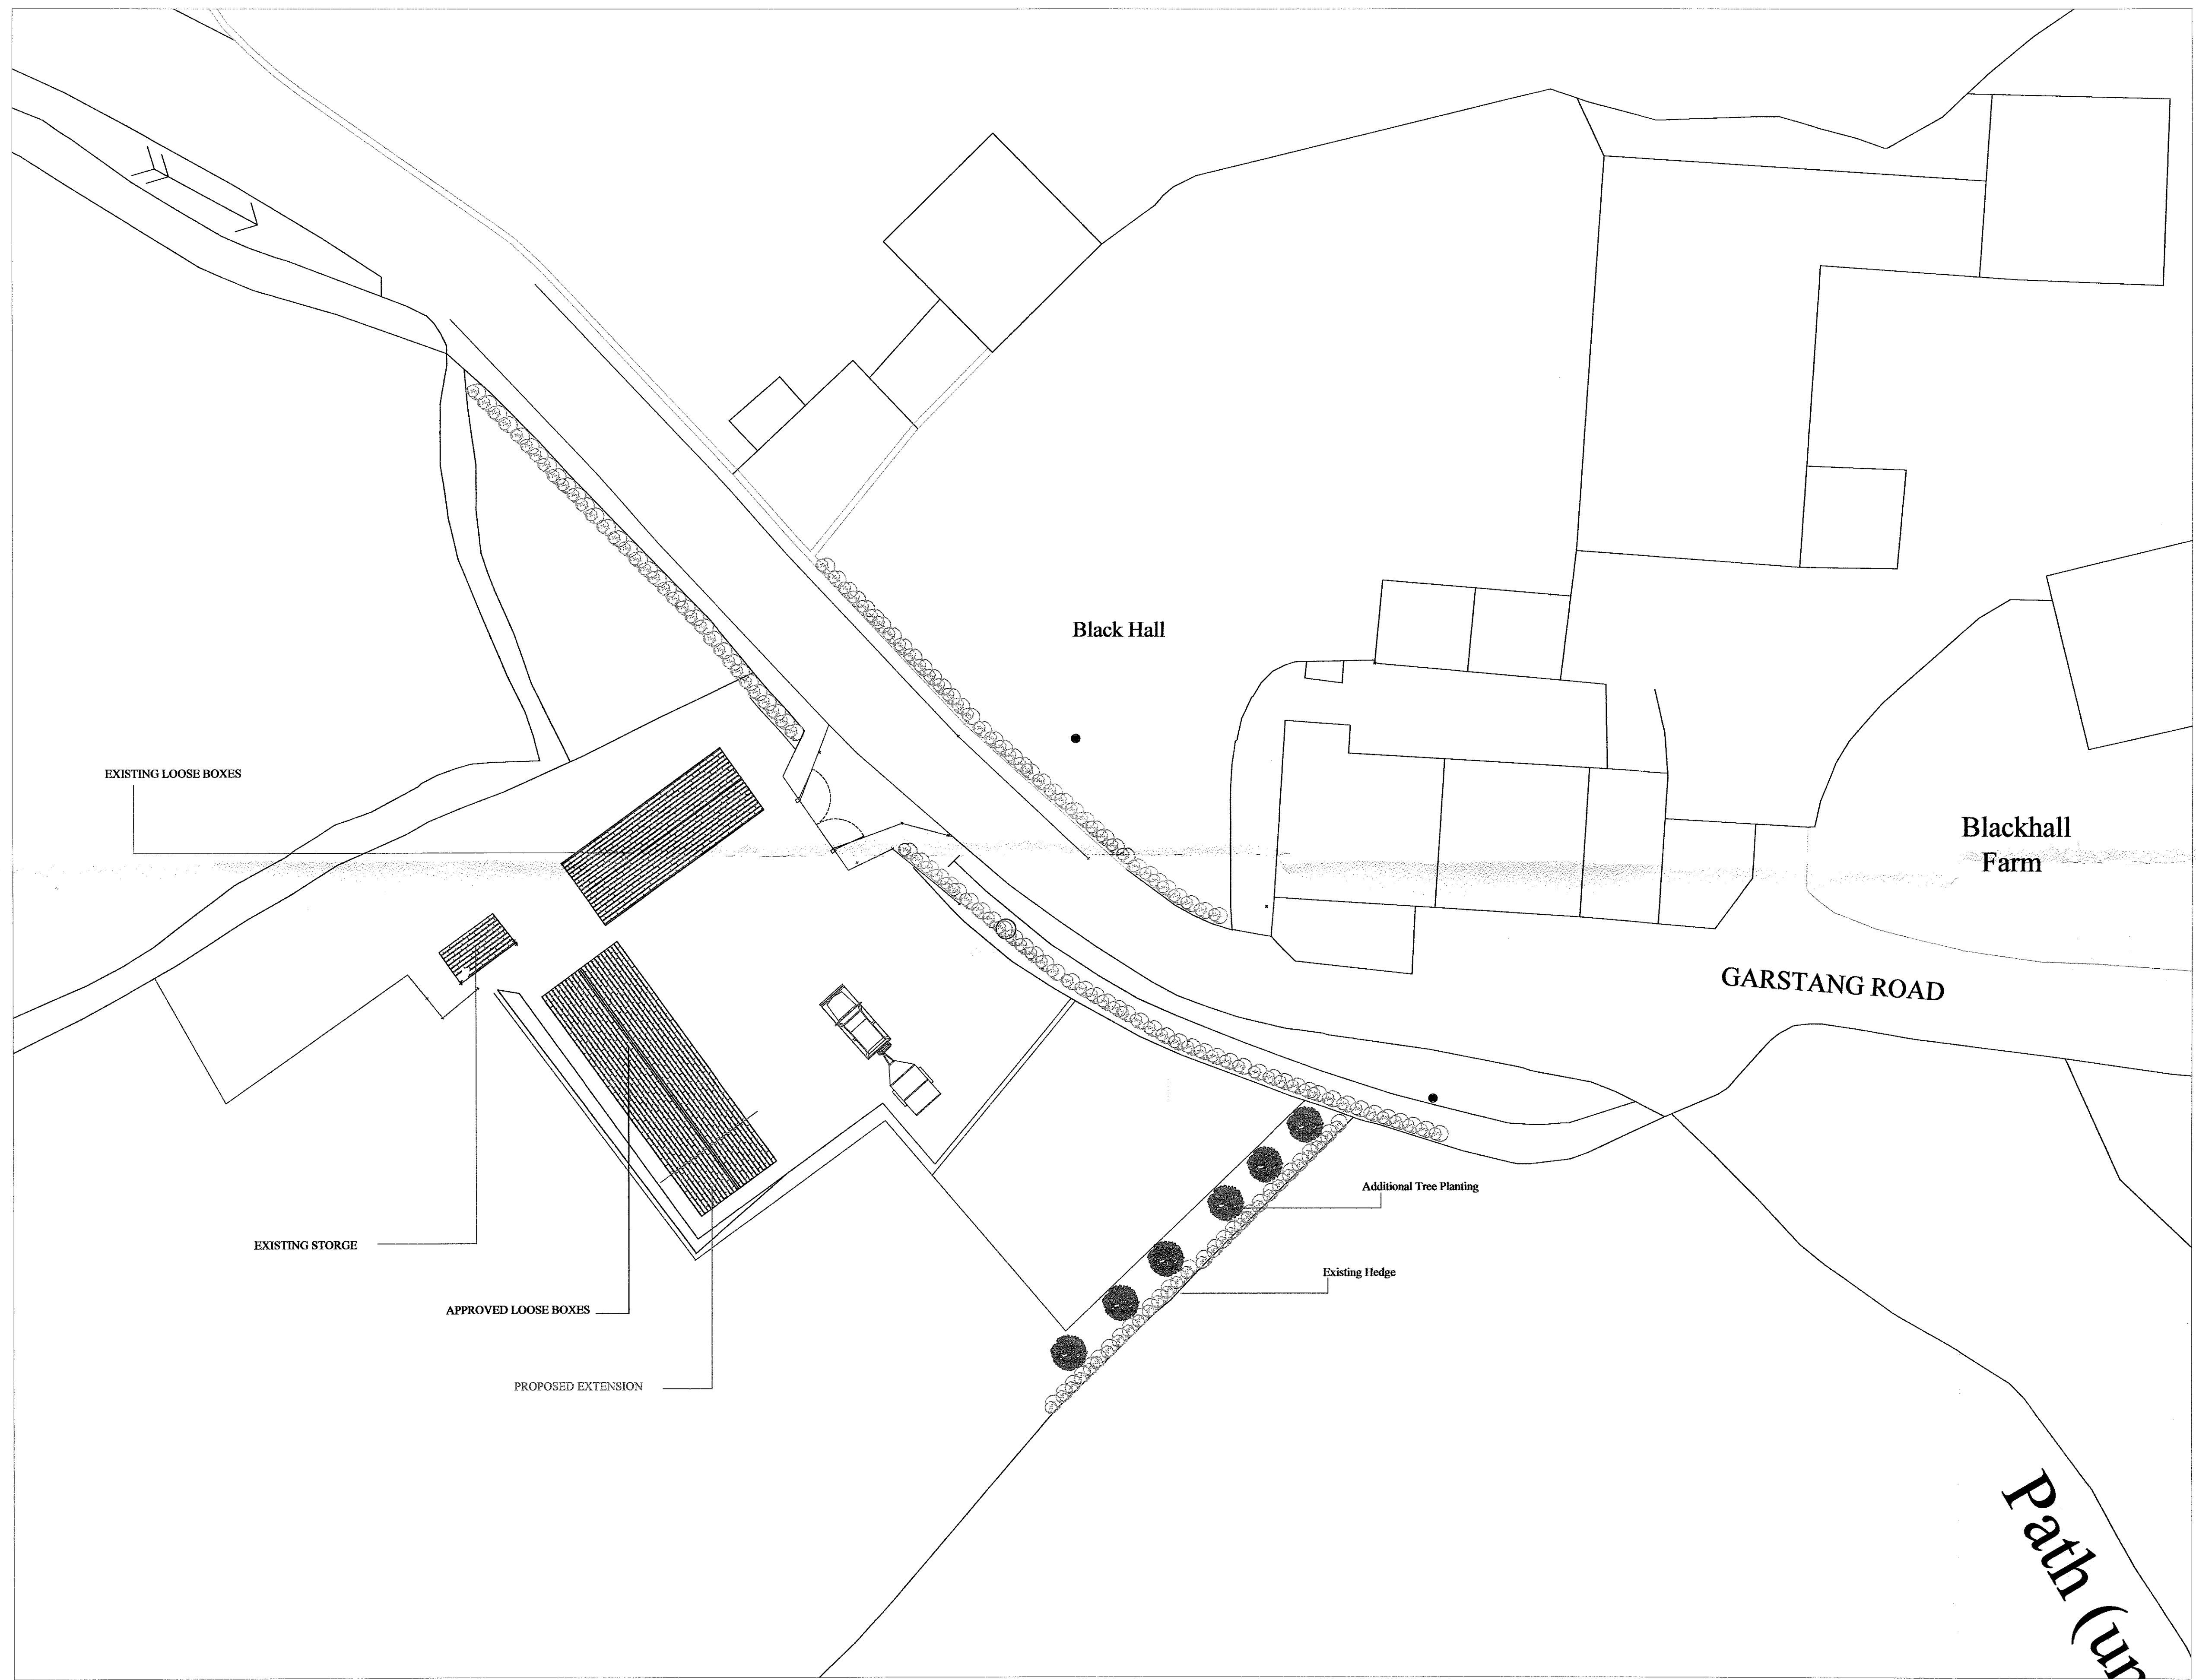 Black Hall
EXISTING LOOSE BOXES
Blackhall
Farm
GARSTANG ROAD
Additional Tree Planting
EXISTING STORGE
Existing Hedge
APPROVED LOOSE BOXES
PROPOSED EXTENSION
Path (un